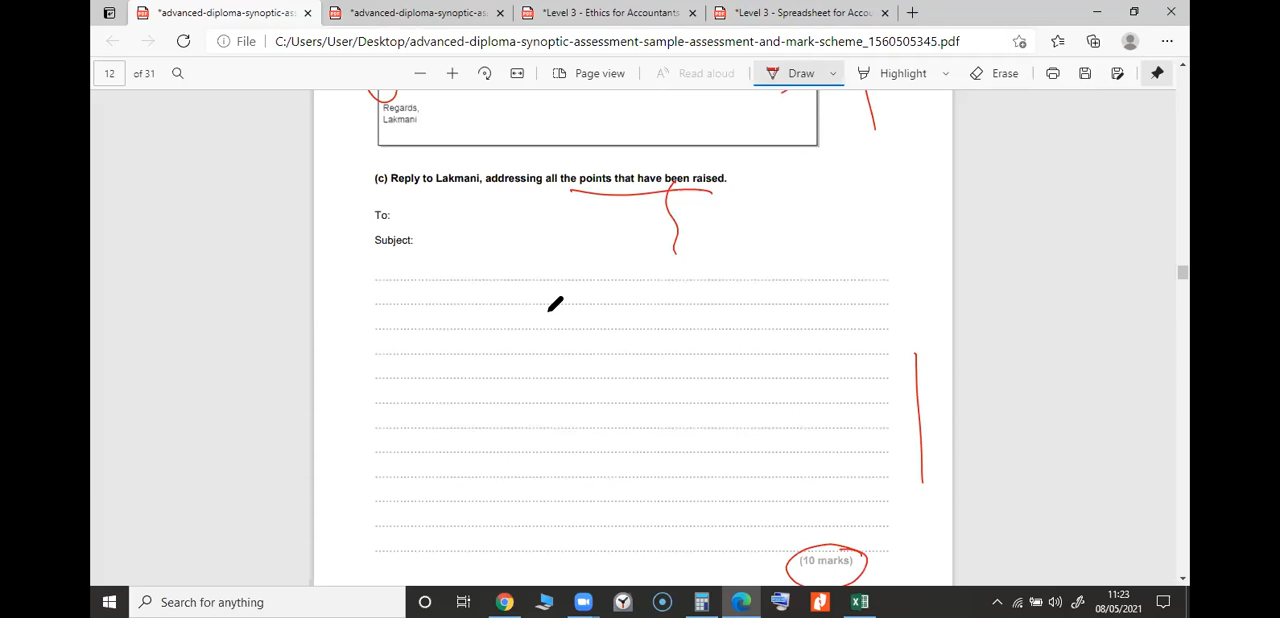 *advanced-diploma-synoptic-as:
*advanced-diploma-synoptic-as
*Level 3 - Ethics for Accountants
*Level 3 - Spreadsheet for Accou
File
C:/Users/User/Desktop/advanced-diploma-synoptic-assessment-sample-assessment-and-mark-scheme_1560505345.pdf
12 of 31
Page view
Read aloud
Draw
Highlight
Erase
Regards,
Lakmani
(c) Reply to Lakmani, addressing all the points that have been raised.
To:
Subject:
(10 marks)
Search for anything
11:23
08/05/2021